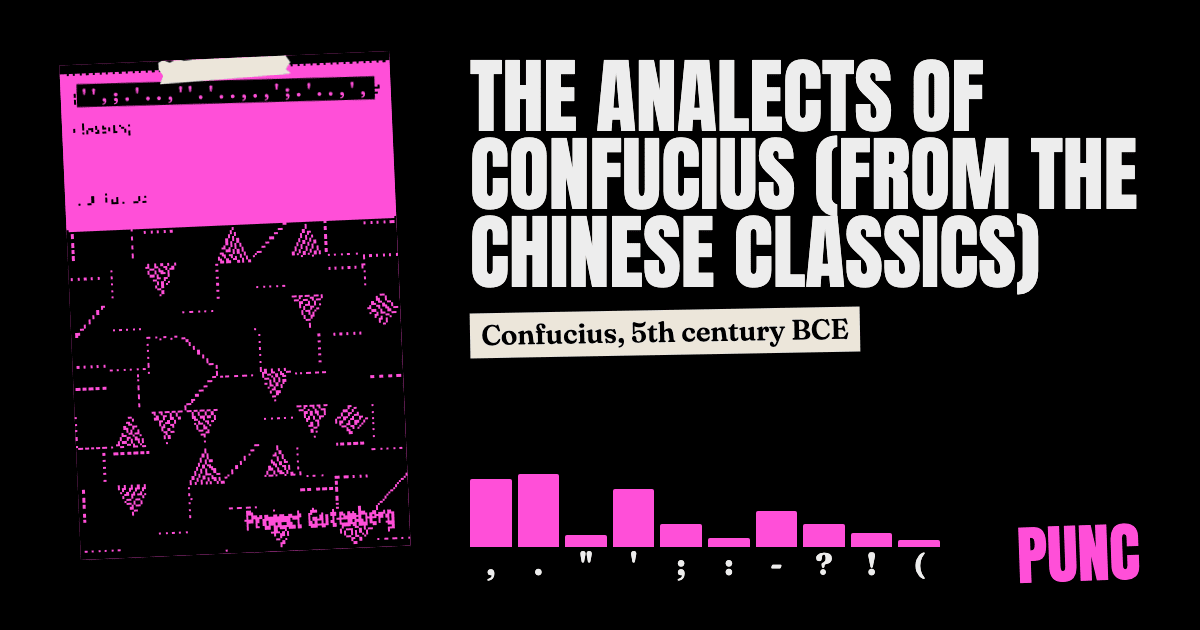 Project Gutenberg
THE ANALECTS OF
CONFUCIUS (FROM THE
CHINESE CLASSICS)
Confucius, 5th century BCE
, . " ' ; : - ? ! (
PUNC